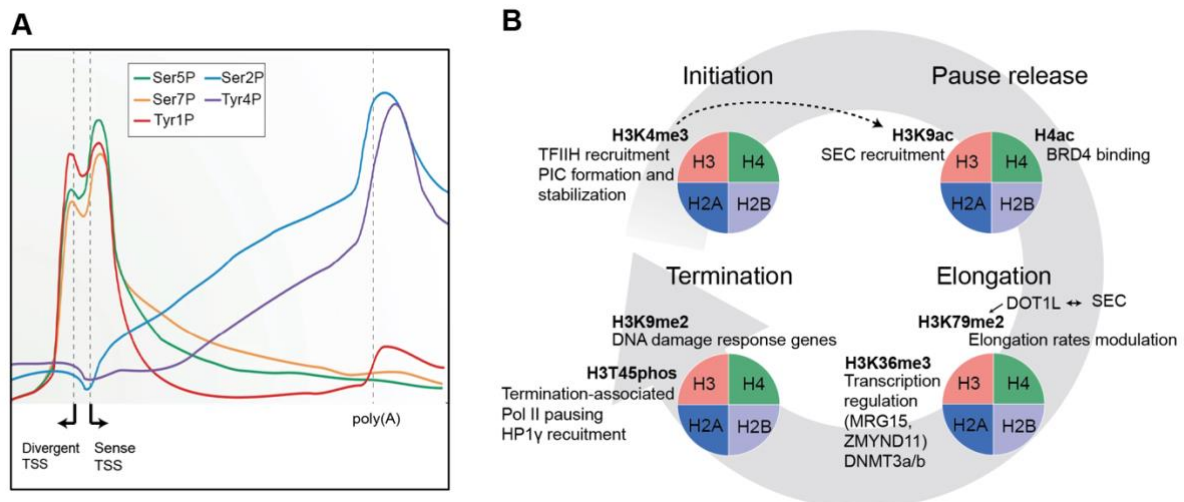 A
Ser5P Ser2P
Ser7P Tyr4P
Tyr1P
Divergent
TSS
Sense
TSS
poly(A)
B
Initiation
Pause release
H3K4me3
TFIIH recruitment
PIC formation and
stabilization
H3 H4
H2A H2B
H3K9ac
SEC recruitment
H4ac
BRD4 binding
H3 H4
H2A H2B
Termination
Elongation
DOT1L ↔ SEC
H3K9me2
DNA damage response genes
H3T45phos
Termination-associated
Pol II pausing
HP1γ recuitment
H3 H4
H2A H2B
H3K79me2
Elongation rates modulation
H3K36me3
Transcription
regulation
(MRG15,
ZMYND11)
DNMT3a/b
H3 H4
H2A H2B